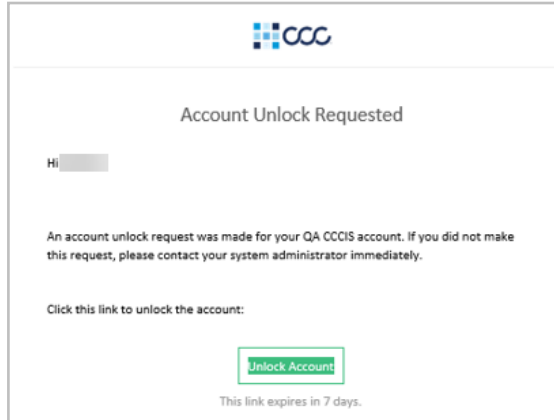 CCC
Account Unlock Requested
Hi
An account unlock request was made for your QA CCCIS account. If you did not make
this request, please contact your system administrator immediately.
Click this link to unlock the account:
Unlock Account
This link expires in 7 days.